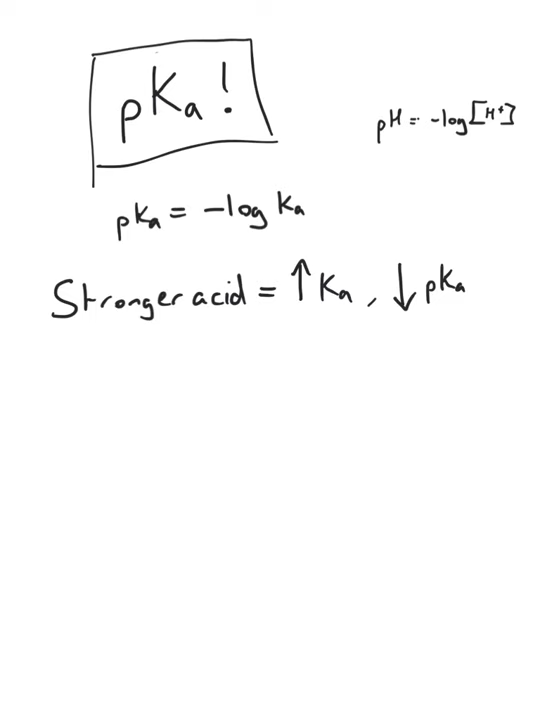 pKa!
pH = -log[H+]
pKa = -log Ka
Stronger acid = ↑ Ka, ↓ pKa